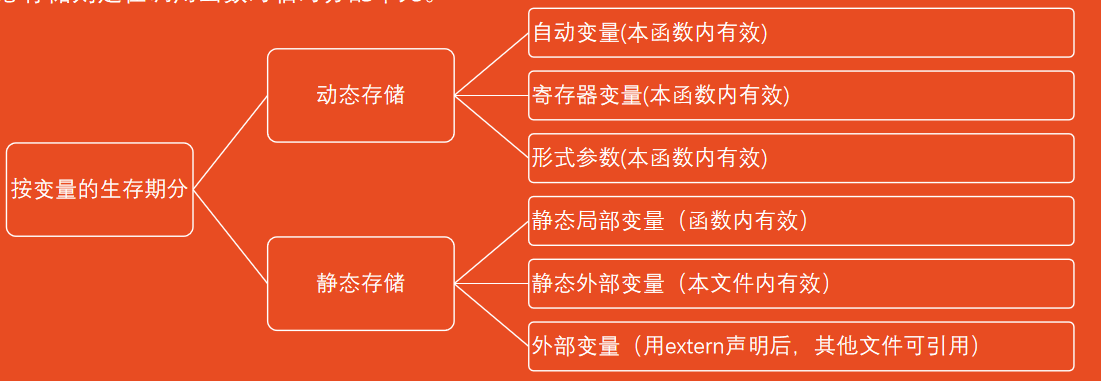 按变量的生存期分
动态存储
自动变量(本函数内有效)
寄存器变量(本函数内有效)
形式参数(本函数内有效)
静态存储
静态局部变量（函数内有效）
静态外部变量（本文件内有效）
外部变量（用extern声明后，其他文件可引用）